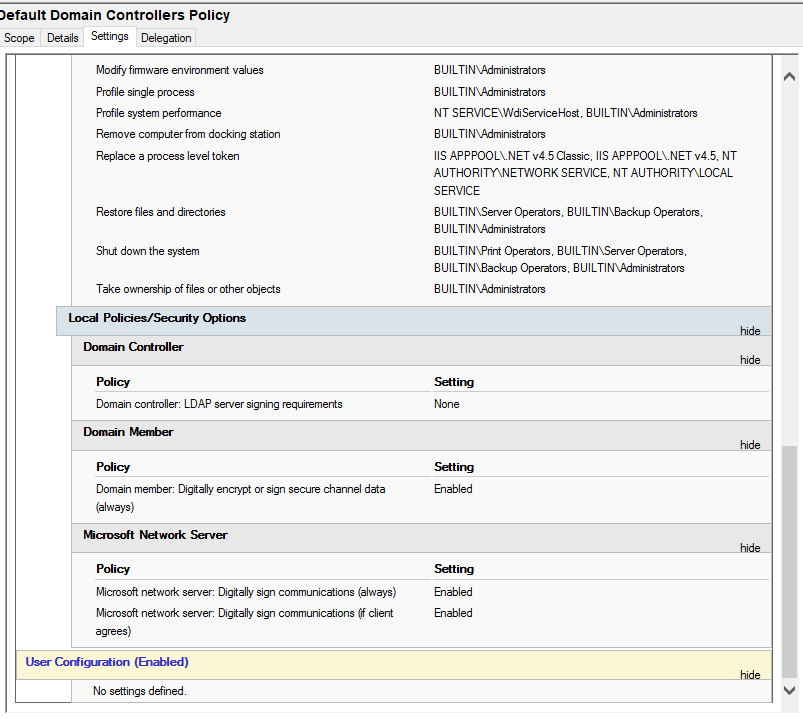 Default Domain Controllers Policy
Scope Details Settings Delegation
Modify firmware environment values BUILTIN\Administrators
Profile single process BUILTIN\Administrators
Profile system performance NT SERVICE\WdiServiceHost, BUILTIN\Administrators
Remove computer from docking station BUILTIN\Administrators
Replace a process level token IIS APPPOOL\.NET v4.5 Classic, IIS APPPOOL\.NET v4.5, NT
AUTHORITY\NETWORK SERVICE, NT AUTHORITY\LOCAL
SERVICE
Restore files and directories BUILTIN\Server Operators, BUILTIN\Backup Operators,
BUILTIN\Administrators
Shut down the system BUILTIN\Print Operators, BUILTIN\Server Operators,
BUILTIN\Backup Operators, BUILTIN\Administrators
Take ownership of files or other objects BUILTIN\Administrators
Local Policies/Security Options
hide
Domain Controller
hide
Policy Setting
Domain controller: LDAP server signing requirements None
Domain Member
hide
Policy Setting
Domain member: Digitally encrypt or sign secure channel data Enabled
(always)
Microsoft Network Server
hide
Policy Setting
Microsoft network server: Digitally sign communications (always) Enabled
Microsoft network server: Digitally sign communications (if client Enabled
agrees)
User Configuration (Enabled)
hide
No settings defined.